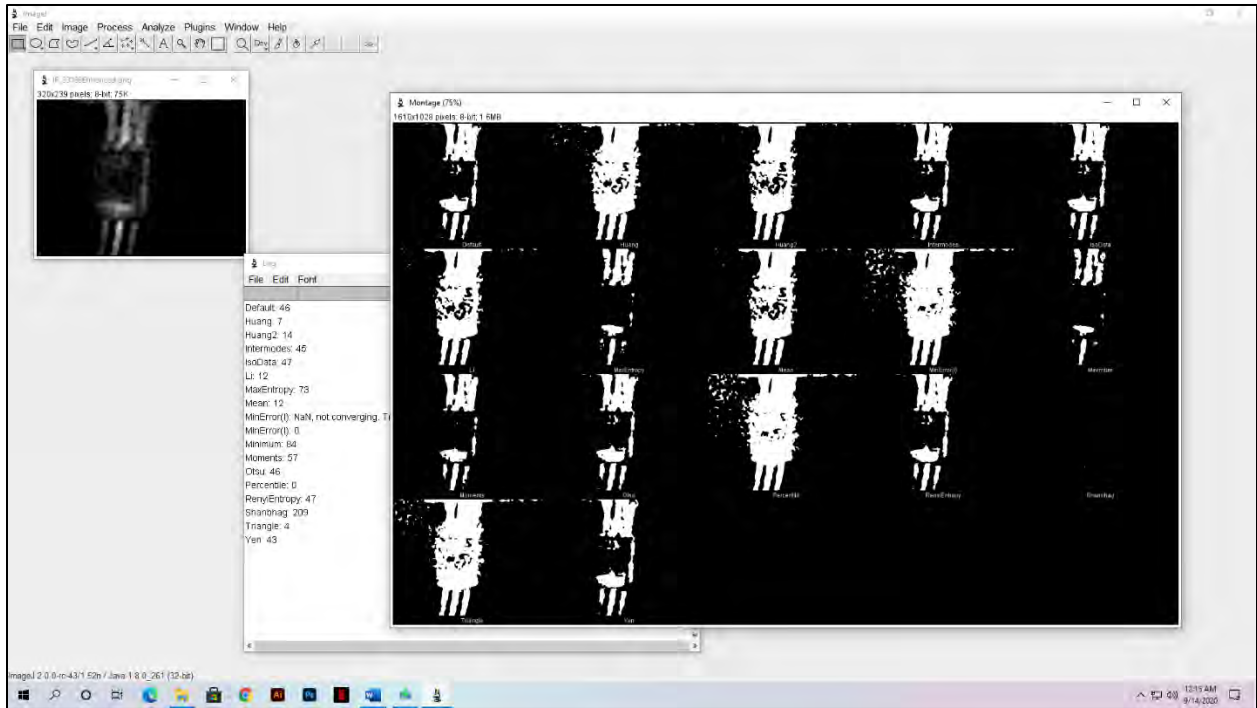 ImageJ
File Edit Image Process Analyze Plugins Window Help
Dev
320x239 pixels; 8-bit; 75K
Montage (75%)
1610x1028 pixels; 8-bit; 1.6MB
Default
Huang
Huang2
Intermodes
IsoData
Li
MaxEntropy
Mean
MinError(I)
Minimum
Moments
Otsu
Percentile
RenyiEntropy
Shanbhag
Triangle
Yen
Log
File Edit Font
Default: 46
Huang: 7
Huang2: 14
Intermodes: 45
IsoData: 47
Li: 12
MaxEntropy: 73
Mean: 12
MinError(I): NaN, not converging.
MinError(I): 0
Minimum: 84
Moments: 57
Otsu: 46
Percentile: 0
RenyiEntropy: 47
Shanbhag: 209
Triangle: 4
Yen: 43
ImageJ 2.0.0-rc-43/1.52n / Java 1.8.0_261 (32-bit)
Ai
Ps
12:15 AM
9/14/2020